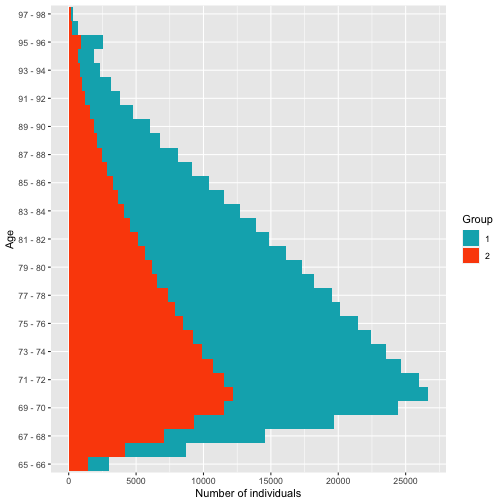 97 - 98
95 - 96
93 - 94
91 - 92
89 - 90
87 - 88
85 - 86
83 - 84
81 - 82
79 - 80
77 - 78
75 - 76
73 - 74
71 - 72
69 - 70
67 - 68
65 - 66
Age
0 5000 10000 15000 20000 25000
Number of individuals
Group
1
2